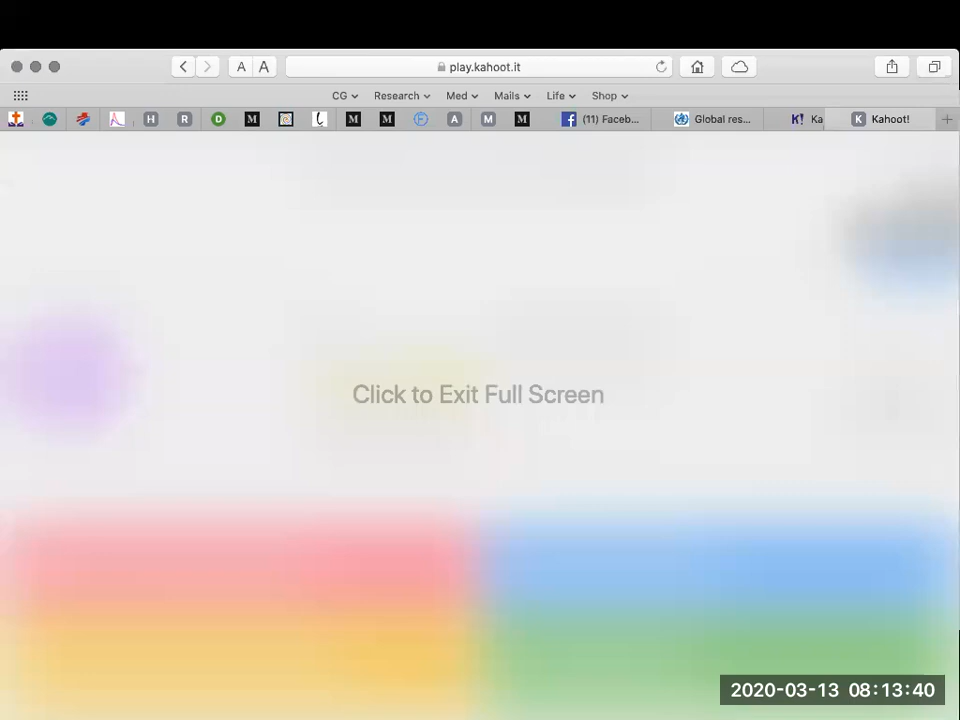 A A play.kahoot.it
CG Research Med Mails Life Shop
H R D M M M A M M (11) Faceb... Global res... K! Ka K Kahoot!
Click to Exit Full Screen
2020-03-13 08:13:40